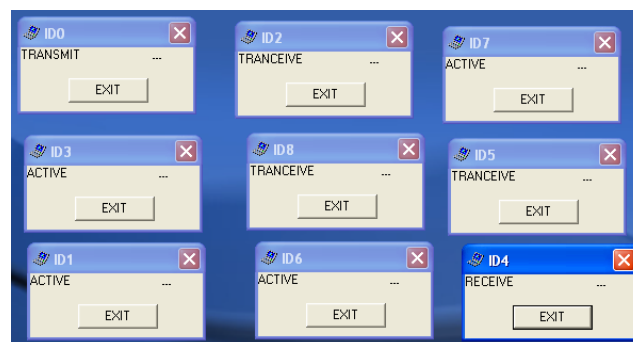 ID0
TRANSMIT ...
EXIT
ID2
TRANCEIVE ...
EXIT
ID7
ACTIVE ...
EXIT
ID3
ACTIVE ...
EXIT
ID8
TRANCEIVE ...
EXIT
ID5
TRANCEIVE ...
EXIT
ID1
ACTIVE ...
EXIT
ID6
ACTIVE ...
EXIT
ID4
RECEIVE ...
EXIT